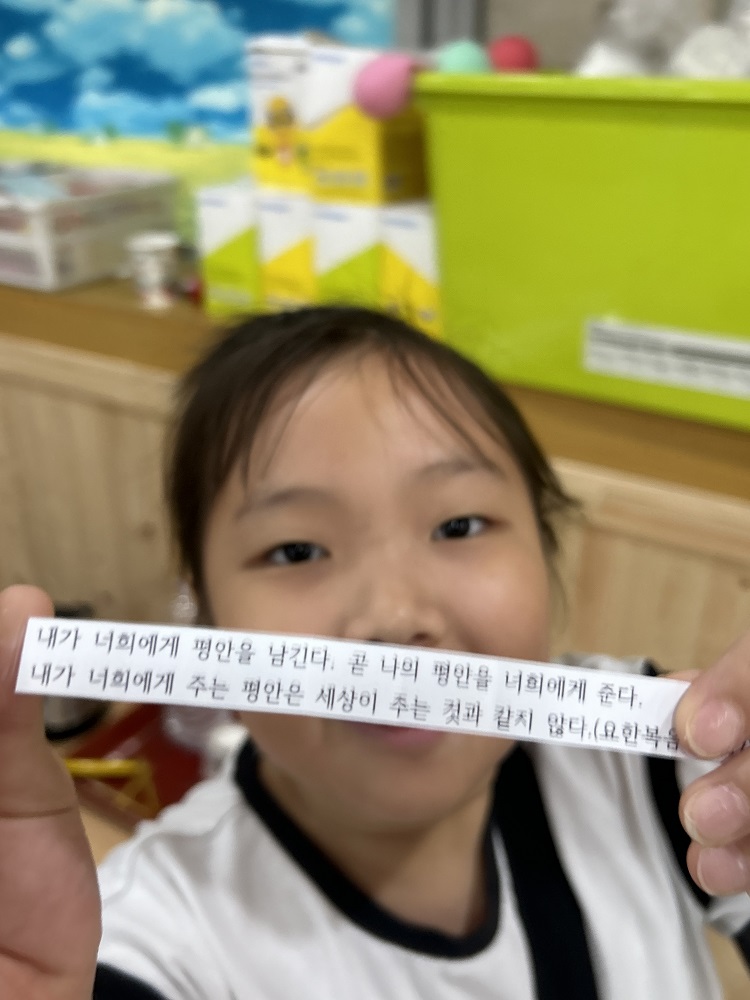 내가 너희에게 평안을 남긴다. 곧 나의 평안을 너희에게 준다.
내가 너희에게 주는 평안은 세상이 주는 것과 같지 않다.(요한복음